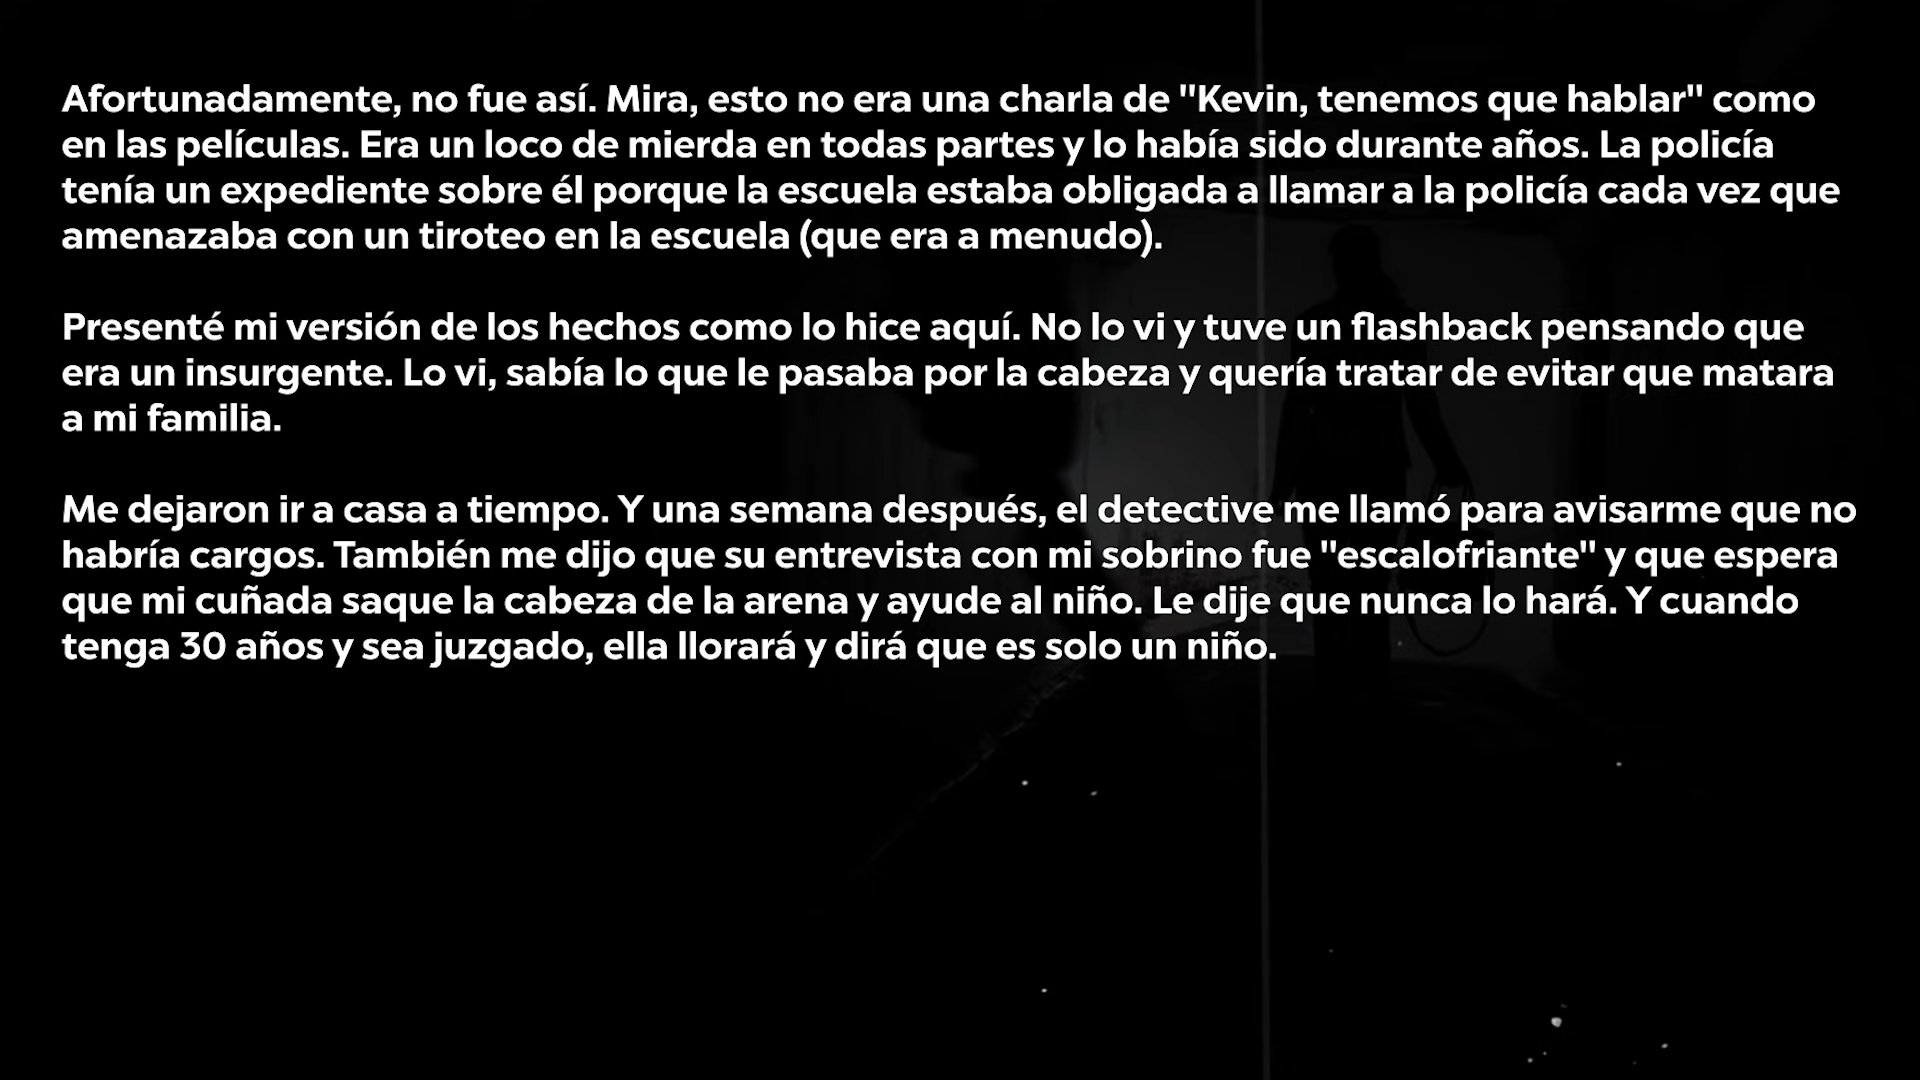 Afortunadamente, no fue así. Mira, esto no era una charla de "Kevin, tenemos que hablar" como
en las películas. Era un loco de mierda en todas partes y lo había sido durante años. La policía
tenía un expediente sobre él porque la escuela estaba obligada a llamar a la policía cada vez que
amenazaba con un tiroteo en la escuela (que era a menudo).
Presenté mi versión de los hechos como lo hice aquí. No lo vi y tuve un flashback pensando que
era un insurgente. Lo vi, sabía lo que le pasaba por la cabeza y quería tratar de evitar que matara
a mi familia.
Me dejaron ir a casa a tiempo. Y una semana después, el detective me llamó para avisarme que no
habría cargos. También me dijo que su entrevista con mi sobrino fue "escalofriante" y que espera
que mi cuñada saque la cabeza de la arena y ayude al niño. Le dije que nunca lo hará. Y cuando
tenga 30 años y sea juzgado, ella llorará y dirá que es solo un niño.